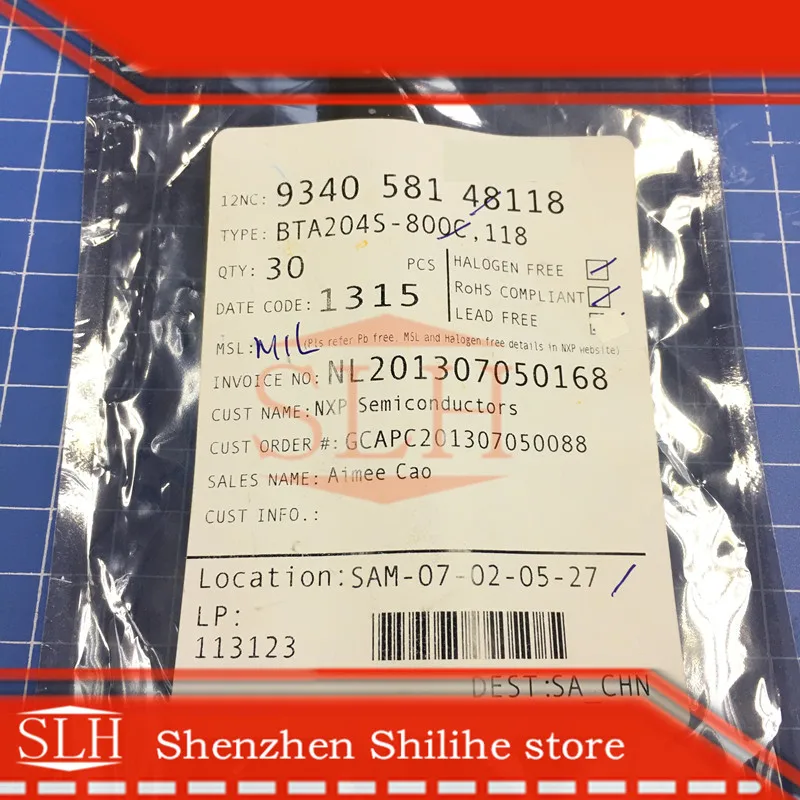 SLH
12NC: 9340 581 48118
TYPE: BTA204S-800C,118
QTY: 30 PCS
HALOGEN FREE
RoHS COMPLIANT
LEAD FREE
DATE CODE: 1315
MSL: MIL (Pls refer Pb free, MSL and Halogen free details in NXP website)
INVOICE NO: NL201307050168
CUST NAME: NXP Semiconductors
CUST ORDER #: GCAPC201307050088
SALES NAME: Aimee Cao
CUST INFO.:
SLH
Location:SAM-07-02-05-27 /
LP:
113123
DEST:SA_CHN
SLH Shenzhen Shilihe store